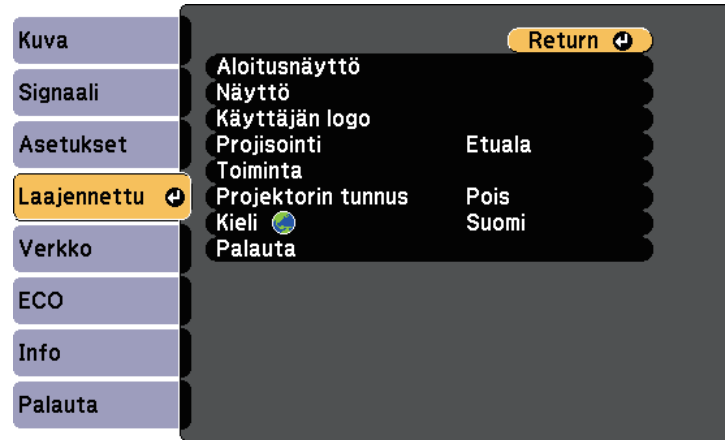 Kuva
Signaali
Asetukset
Laajennettu
Verkko
ECO
Info
Palauta
Return
Aloitusnäyttö
Näyttö
Käyttäjän logo
Projisointi Etuala
Toiminta
Projektorin tunnus Pois
Kieli Suomi
Palauta